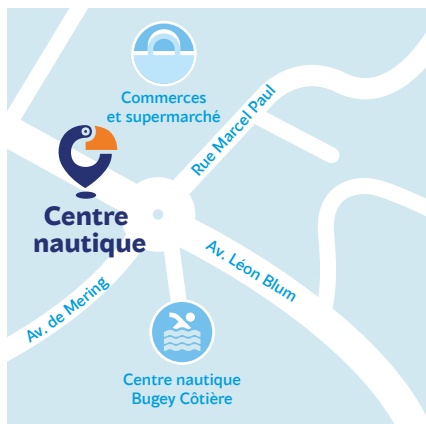 Commerces
et supermarché
Rue Marcel Paul
Centre
nautique
Av. Léon Blum
Av. de Mering
Centre nautique
Bugey Côtière